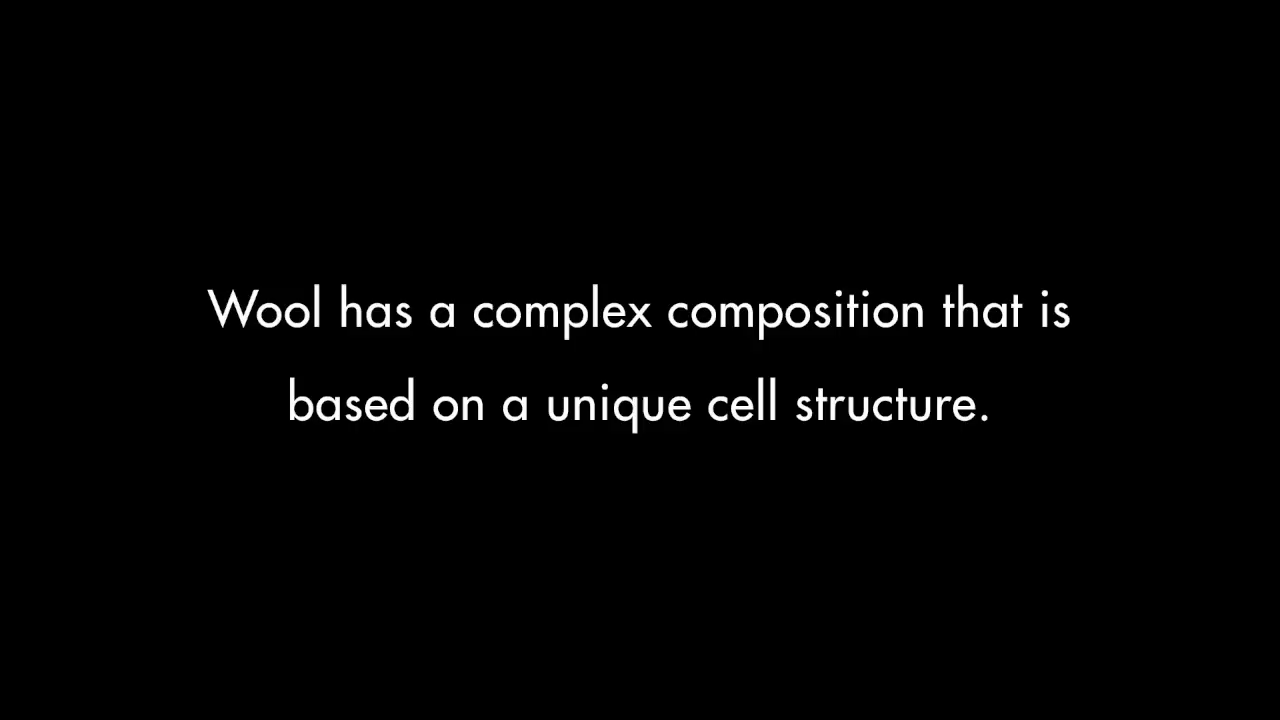 Wool has a complex composition that is
based on a unique cell structure.